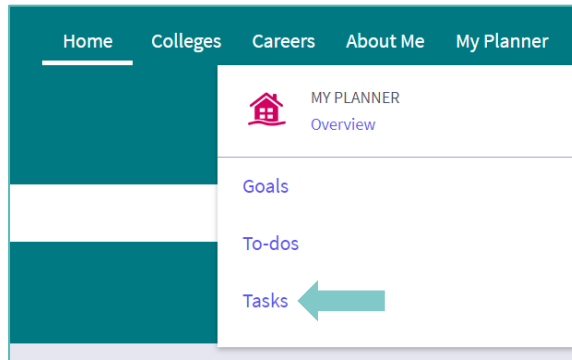 Home Colleges Careers About Me My Planner
MY PLANNER
Overview
Goals
To-dos
Tasks